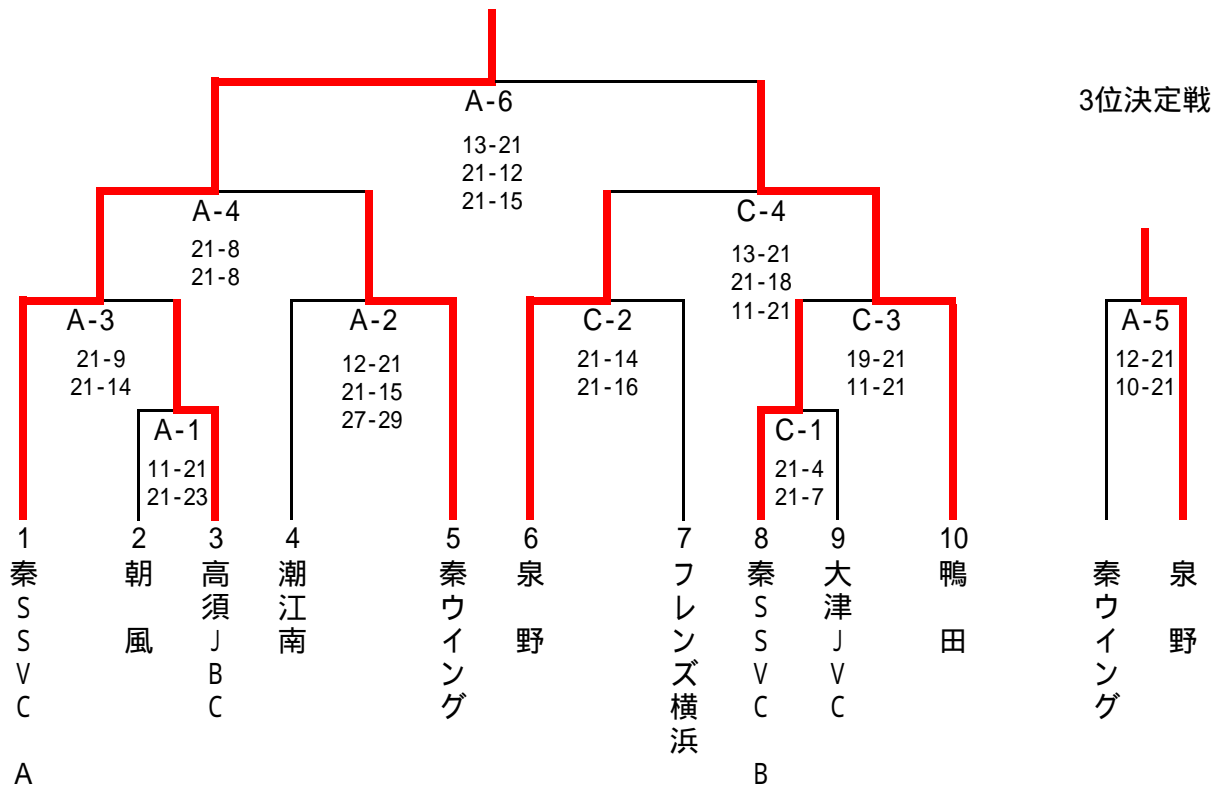 A-6
3位決定戦
13-21
21-12
21-15
A-4
C-4
21-8
21-8
13-21
21-18
11-21
A-3
A-2
C-2
C-3
A-5
21-9
21-14
12-21
21-15
27-29
21-14
21-16
19-21
11-21
12-21
10-21
A-1
C-1
11-21
21-23
21-4
21-7
1
2
3
4
5
6
7
8
9
10
秦SSVC A
朝風
高須JBC
潮江南
秦ウイング
泉野
フレンズ横浜
秦SSVC B
大津JVC
鴨田
秦ウイング
泉野